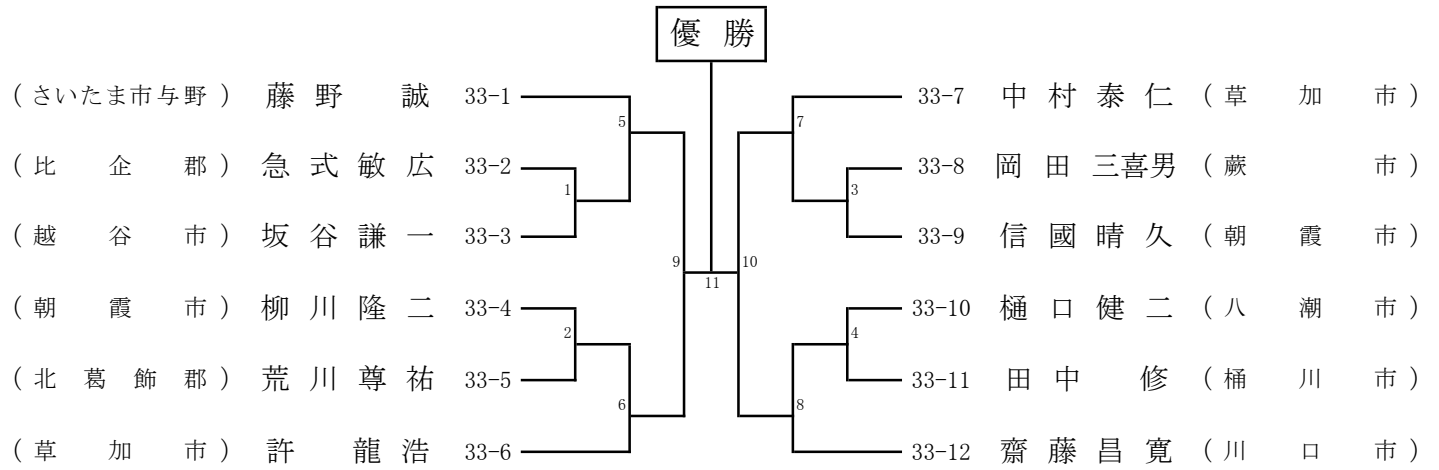 優勝
(さいたま市与野) 藤野 誠 33-1
33-7 中村泰仁 (草加市)
5
7
(比企郡) 急式敏広 33-2
33-8 岡田三喜男 (蕨市)
1
3
(越谷市) 坂谷謙一 33-3
33-9 信國晴久 (朝霞市)
9
10
11
(朝霞市) 柳川隆二 33-4
33-10 樋口健二 (八潮市)
2
4
(北葛飾郡) 荒川尊祐 33-5
33-11 田中 修 (桶川市)
6
8
(草加市) 許 龍浩 33-6
33-12 齋藤昌寛 (川口市)